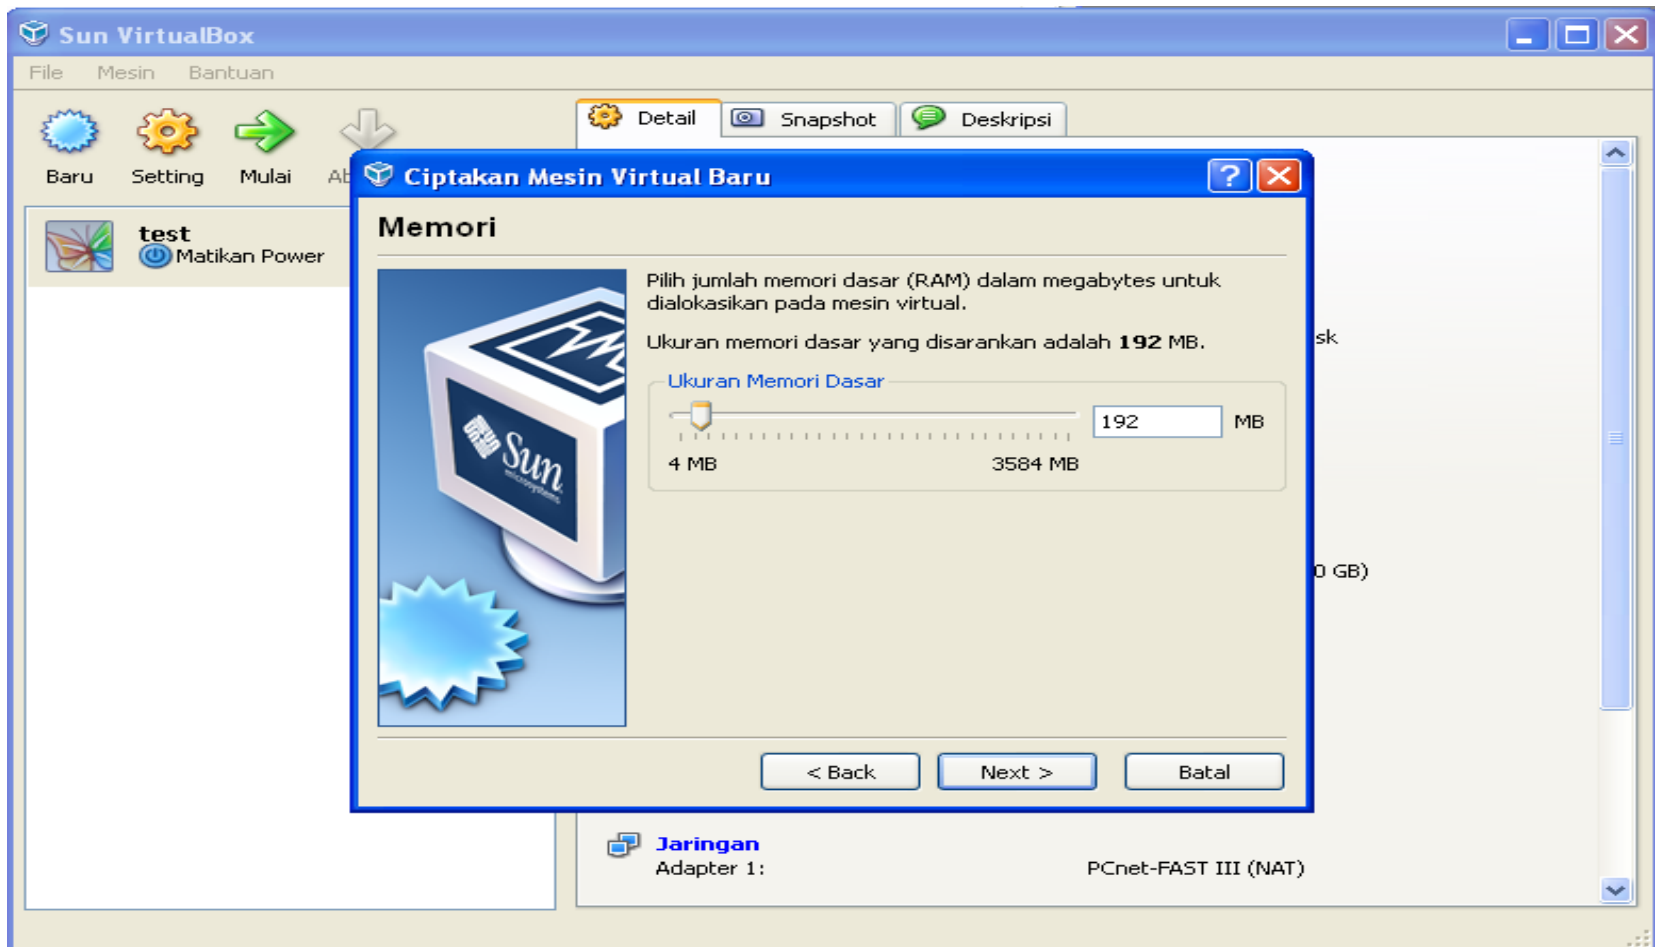 Sun VirtualBox
File Mesin Bantuan
Baru Setting Mulai
Detail Snapshot Deskripsi
test
Matikan Power
Ciptakan Mesin Virtual Baru
Memori
Pilih jumlah memori dasar (RAM) dalam megabytes untuk
dialokasikan pada mesin virtual.
Ukuran memori dasar yang disarankan adalah 192 MB.
Ukuran Memori Dasar
192 MB
4 MB 3584 MB
Sun
microsystems
< Back Next > Batal
sk
0 GB)
Jaringan
Adapter 1: PCnet-FAST III (NAT)